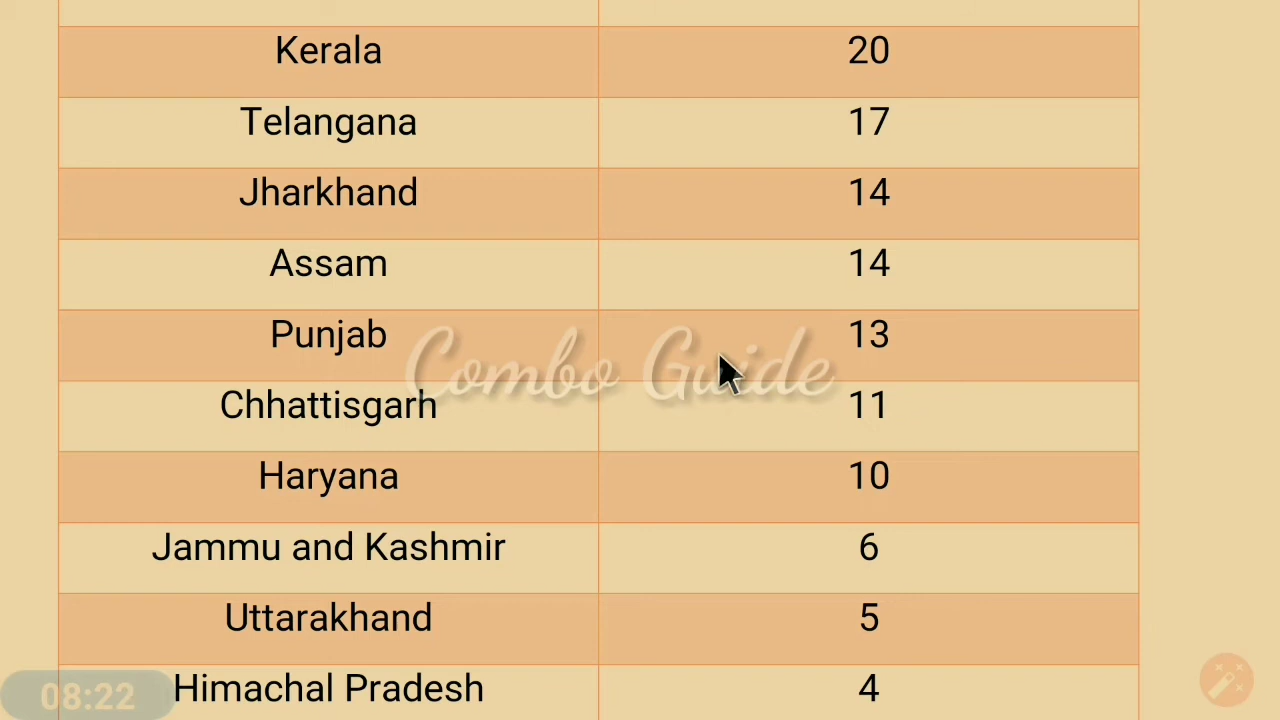 Kerala 20
Telangana 17
Jharkhand 14
Assam 14
Punjab 13
Combo Guide
Chhattisgarh 11
Haryana 10
Jammu and Kashmir 6
Uttarakhand 5
Himachal Pradesh 4
08:22